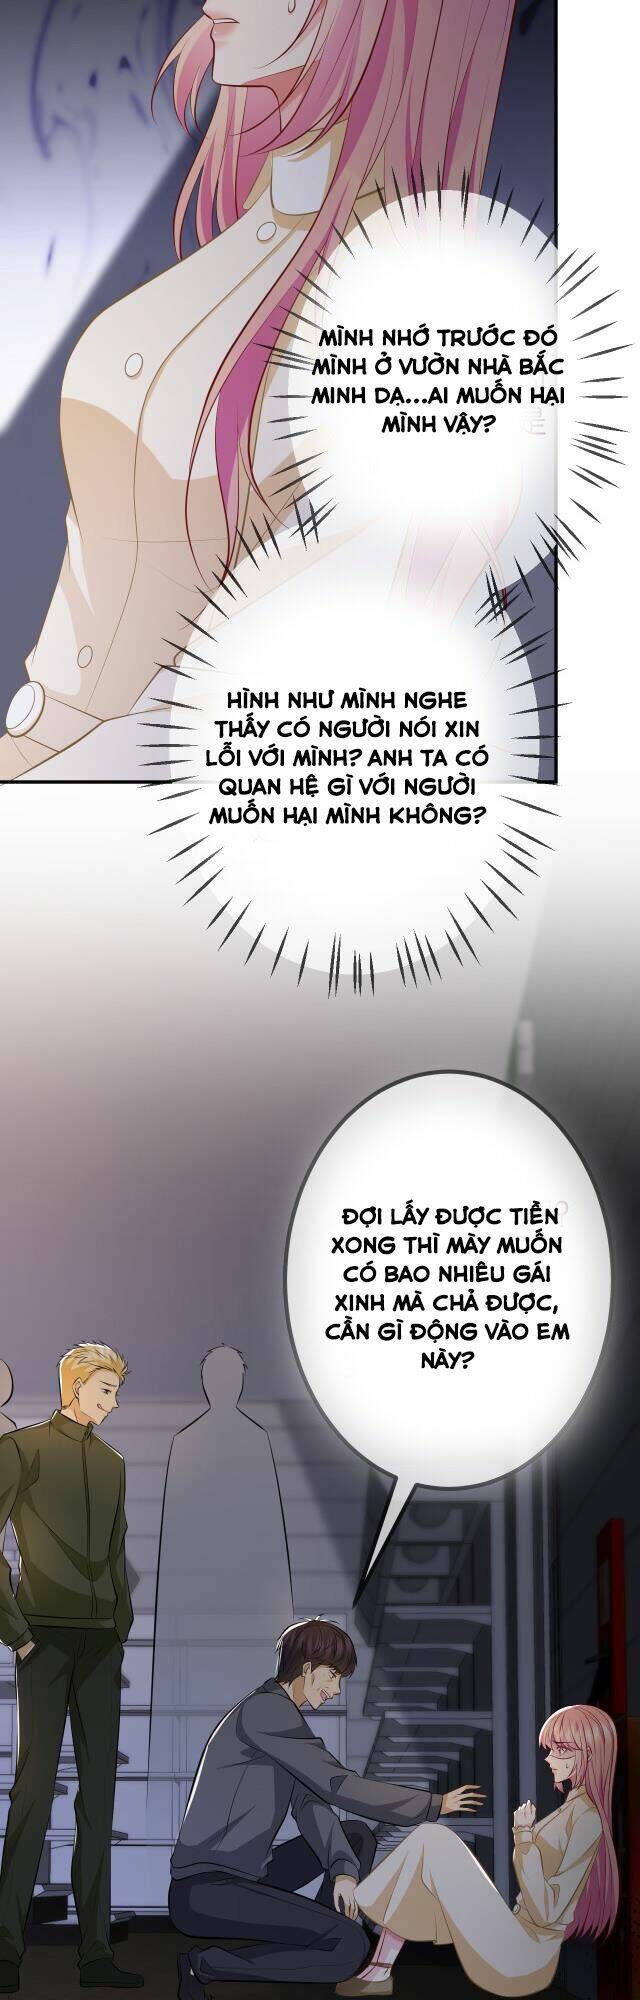 MÌNH NHỚ TRƯỚC ĐÓ
MÌNH Ở VƯỜN NHÀ BẮC
MINH DẠ...AI MUỐN HẠI
MÌNH VẬY?
是
HÌNH NHƯ MÌNH NGHE
THẤY CÓ NGƯỜI NÓI XIN
LỖI VỚI MÌNH? ANH TA CÓ
QUAN HỆ GÌ VỚI NGƯỜI
MUỐN HẠI MÌNH KHÔNG?
ĐỢI LẤY ĐƯỢC TIỀN
XONG THÌ MÀY MUỐN
CÓ BAO NHIÊU GÁI
XINH MÀ CHẢ ĐƯỢC,
CẦN GÌ ĐỘNG VÀO EM
NÀY?